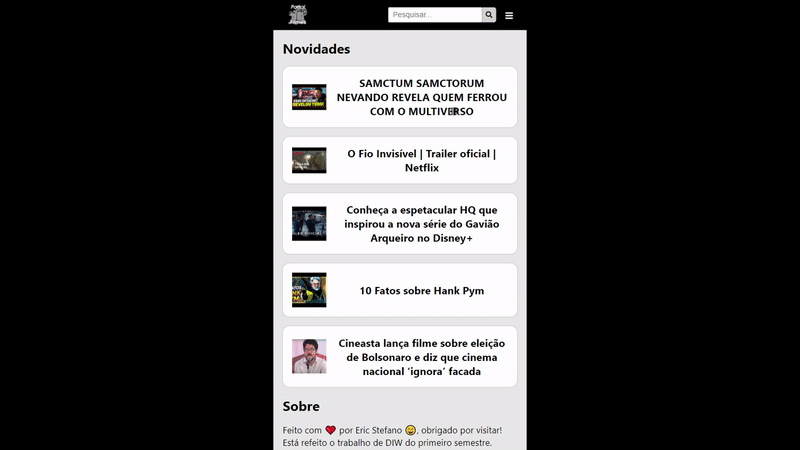 Portal
Pesquisar...
Novidades
SAMCTUM SAMCTORUM
NEVANDO REVELA QUEM FERROU
COM O MULTIVERSO
O Fio Invisível | Trailer oficial |
Netflix
Conheça a espetacular HQ que
inspirou a nova série do Gavião
Arqueiro no Disney+
10 Fatos sobre Hank Pym
Cineasta lança filme sobre eleição
de Bolsonaro e diz que cinema
nacional ‘ignora’ facada
Sobre
Feito com ❤️ por Eric Stefano 😄, obrigado por visitar!
Está refeito o trabalho de DIW do primeiro semestre.